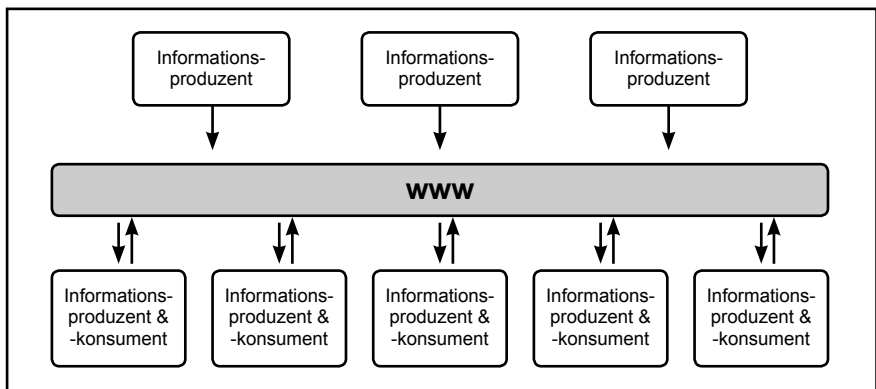 Informations-
produzent
Informations-
produzent
Informations-
produzent
www
Informations-
produzent &
-konsument
Informations-
produzent &
-konsument
Informations-
produzent &
-konsument
Informations-
produzent &
-konsument
Informations-
produzent &
-konsument